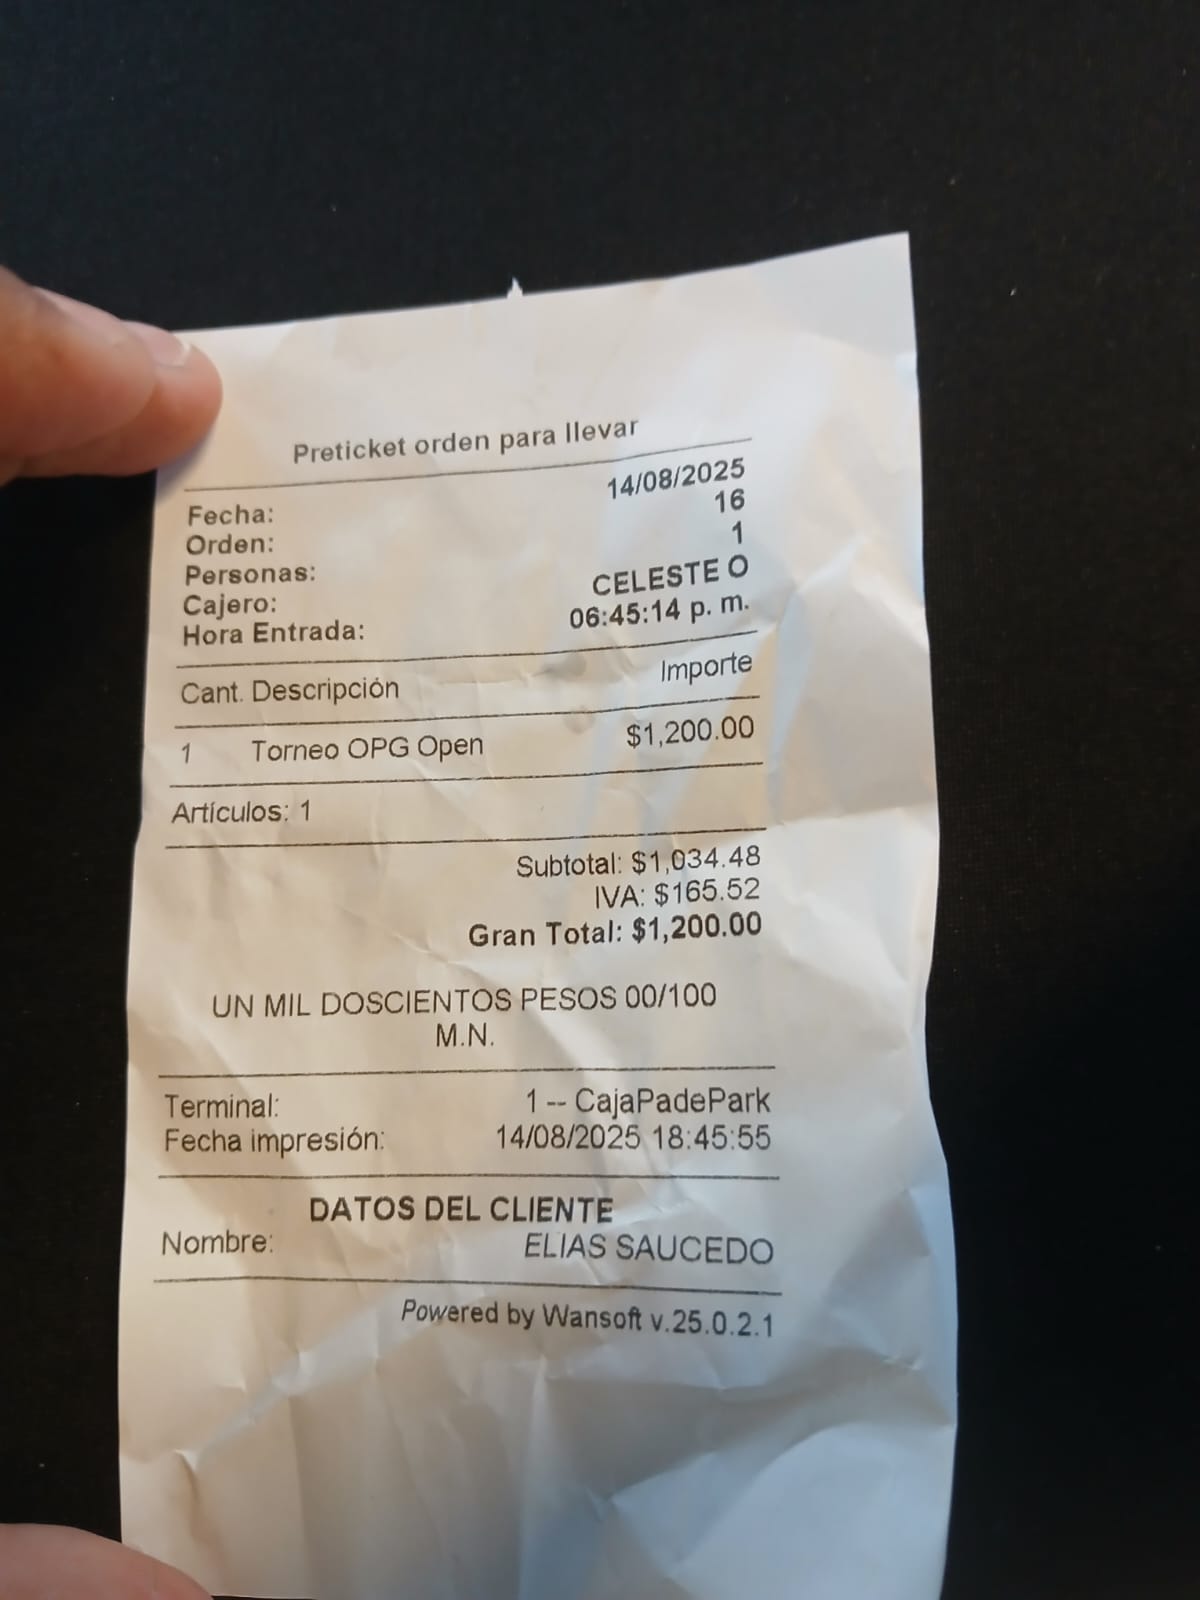 Preticket orden para llevar
Fecha: 14/08/2025
Orden: 16
Personas: 1
Cajero: CELESTE O
Hora Entrada: 06:45:14 p. m.
Cant. Descripción Importe
1 Torneo OPG Open $1,200.00
Artículos: 1
Subtotal: $1,034.48
IVA: $165.52
Gran Total: $1,200.00
UN MIL DOSCIENTOS PESOS 00/100
M.N.
Terminal: 1 -- CajaPadePark
Fecha impresión: 14/08/2025 18:45:55
DATOS DEL CLIENTE
Nombre: ELIAS SAUCEDO
Powered by Wansoft v.25.0.2.1